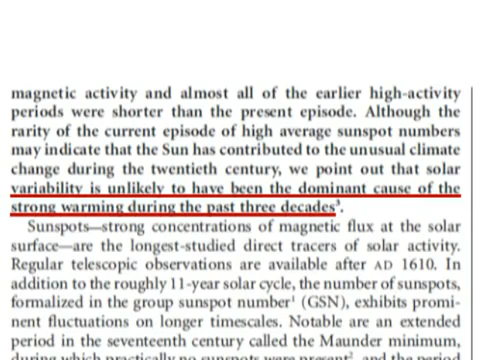 magnetic activity and almost all of the earlier high-activity
periods were shorter than the present episode. Although the
rarity of the current episode of high average sunspot numbers
may indicate that the Sun has contributed to the unusual climate
change during the twentieth century, we point out that solar
variability is unlikely to have been the dominant cause of the
strong warming during the past three decades³.
Sunspots—strong concentrations of magnetic flux at the solar
surface—are the longest-studied direct tracers of solar activity.
Regular telescopic observations are available after AD 1610. In
addition to the roughly 11-year solar cycle, the number of sunspots,
formalized in the group sunspot number¹ (GSN), exhibits promi-
nent fluctuations on longer timescales. Notable are an extended
period in the seventeenth century called the Maunder minimum,
during which practically no sunspots were present², and the period